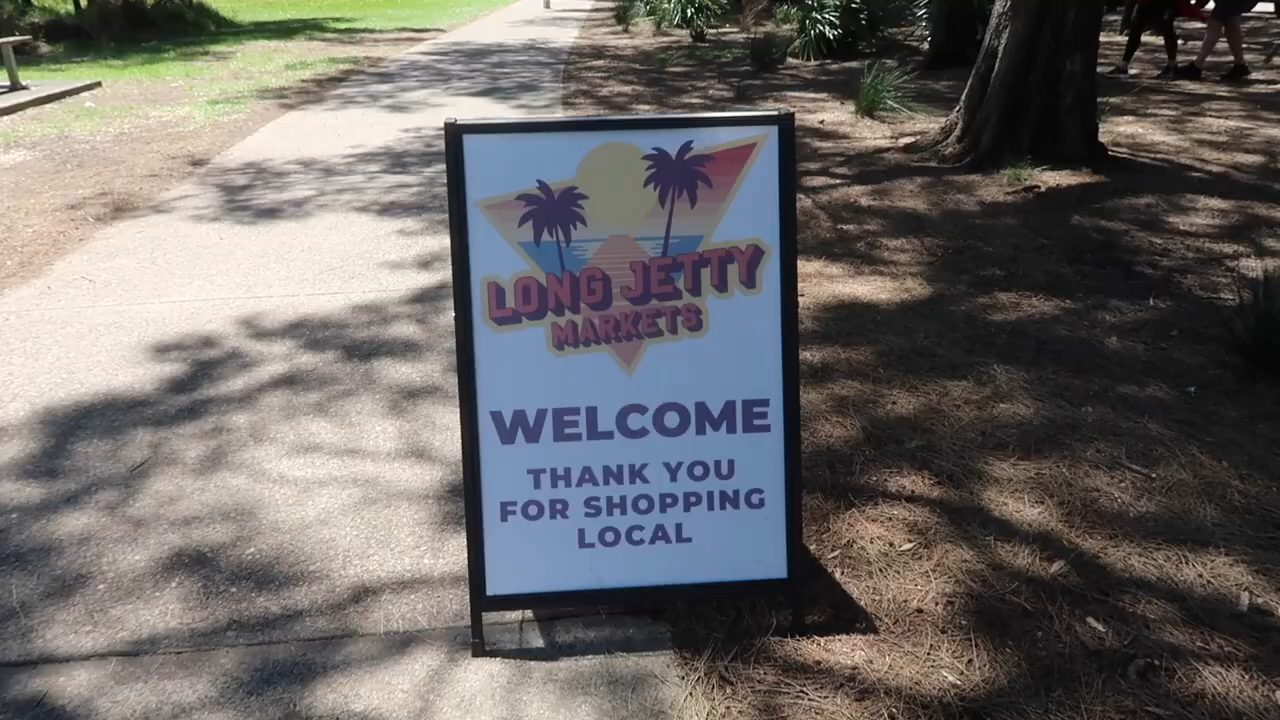 LONG JETTY
MARKETS
WELCOME
THANK YOU
FOR SHOPPING
LOCAL